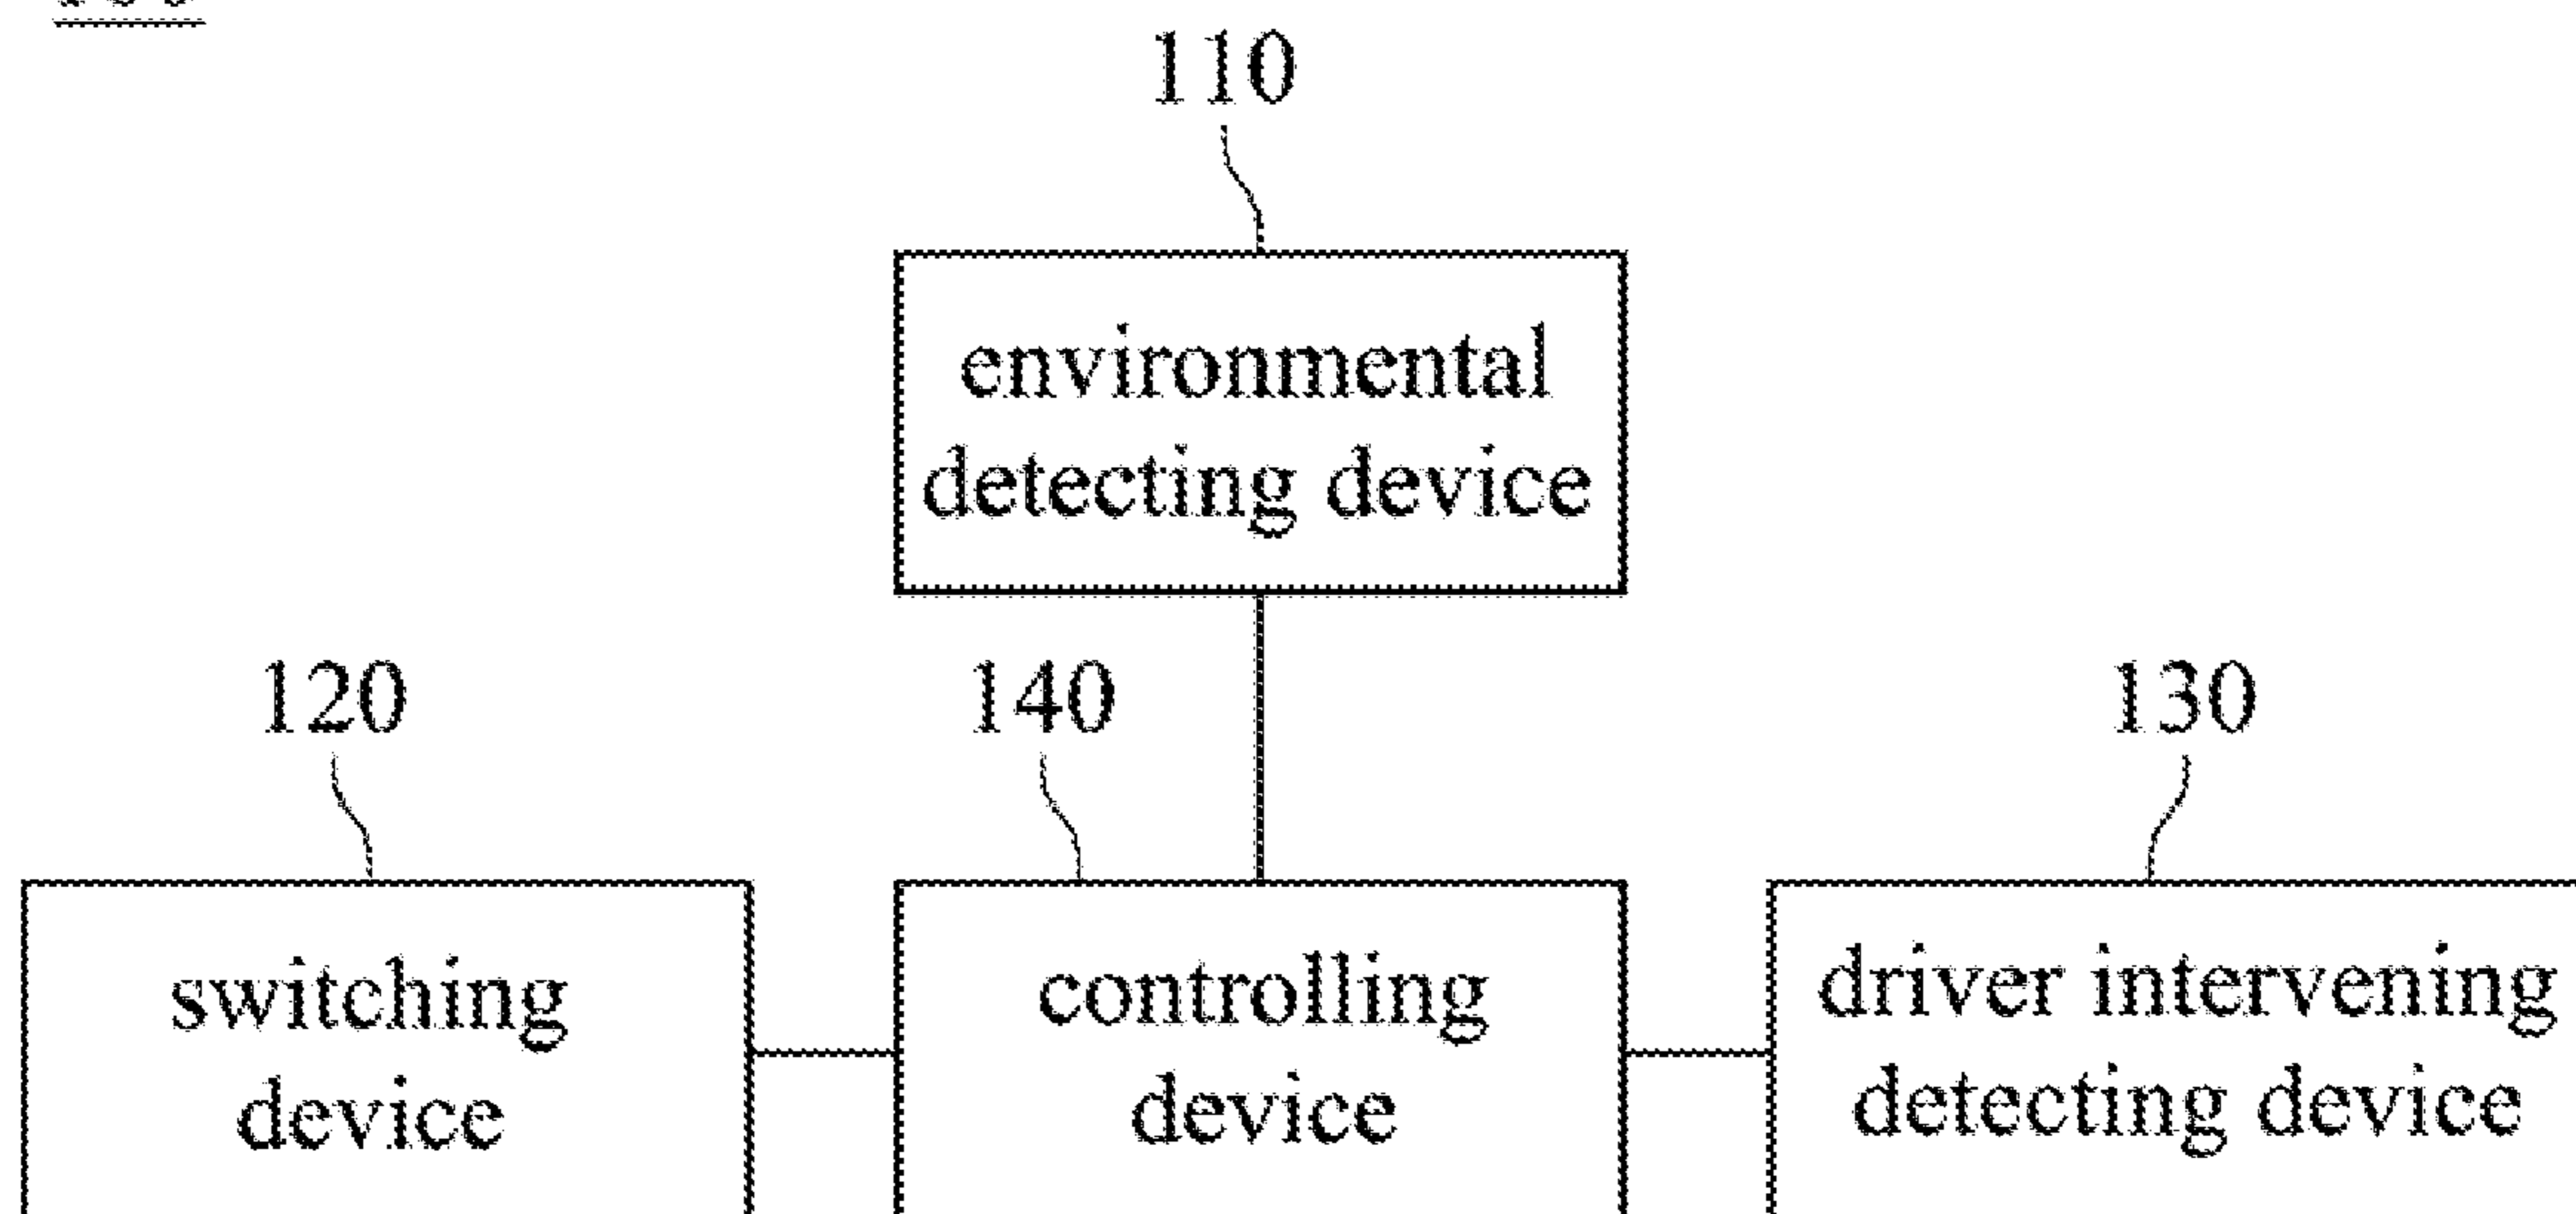 110
environmental
detecting device
120
140
130
switching
device
controlling
device
driver intervening
detecting device